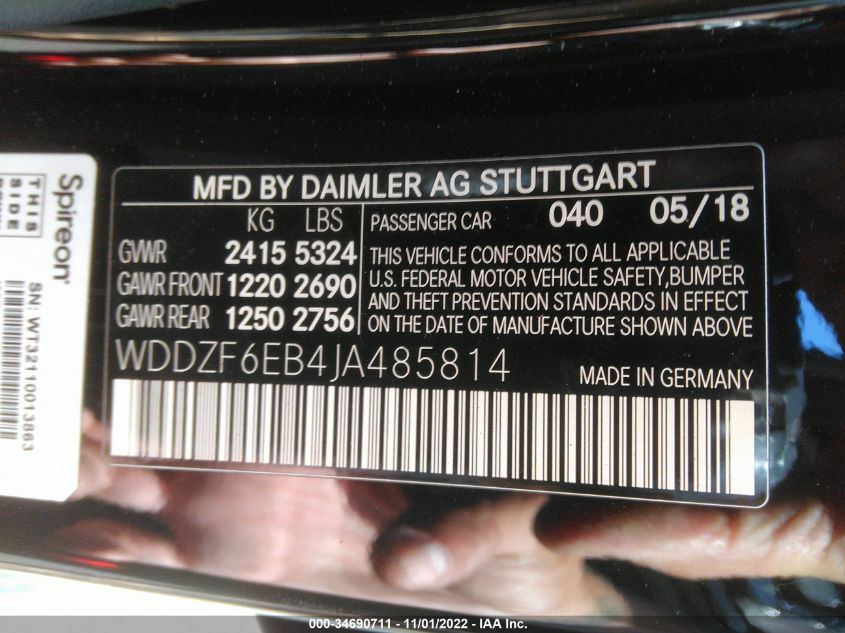 MFD BY DAIMLER AG STUTTGART
KG LBS
GVWR 2415 5324
GAWR FRONT 1220 2690
GAWR REAR 1250 2756
PASSENGER CAR 040 05/18
THIS VEHICLE CONFORMS TO ALL APPLICABLE
U.S. FEDERAL MOTOR VEHICLE SAFETY,BUMPER
AND THEFT PREVENTION STANDARDS IN EFFECT
ON THE DATE OF MANUFACTURE SHOWN ABOVE
WDDZF6EB4JA485814
MADE IN GERMANY
Spireon
THIS
SIDE
SN: WT32110013863
000-34690711 - 11/01/2022 - IAA Inc.